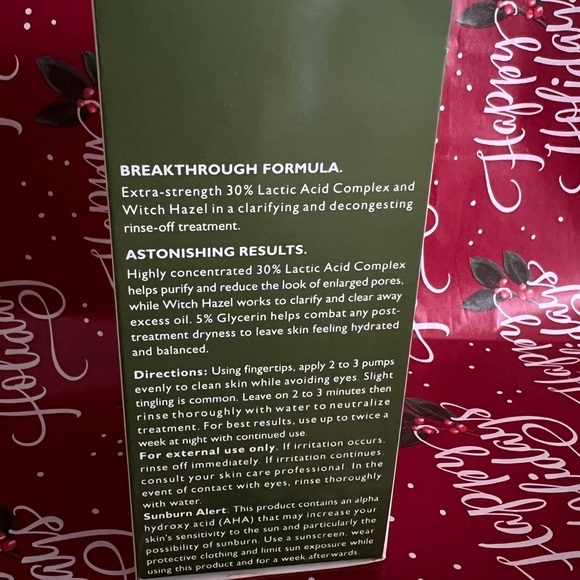 BREAKTHROUGH FORMULA.
Extra-strength 30% Lactic Acid Complex and
Witch Hazel in a clarifying and decongesting
rinse-off treatment.
ASTONISHING RESULTS.
Highly concentrated 30% Lactic Acid Complex
helps purify and reduce the look of enlarged pores,
while Witch Hazel works to clarify and clear away
excess oil. 5% Glycerin helps combat any post-
treatment dryness to leave skin feeling hydrated
and balanced.
Directions: Using fingertips, apply 2 to 3 pumps
evenly to clean skin while avoiding eyes. Slight
tingling is common. Leave on 2 to 3 minutes then
rinse thoroughly with water to neutralize
treatment. For best results, use up to twice a
week at night with continued use.
For external use only. If irritation occurs,
rinse off immediately. If irritation continues,
consult your skin care professional. In the
event of contact with eyes, rinse thoroughly
with water.
Sunburn Alert: This product contains an alpha
hydroxy acid (AHA) that may increase your
skin's sensitivity to the sun and particularly the
possibility of sunburn. Use a sunscreen, wear
protective clothing and limit sun exposure while
using this product and for a week afterwards.
Happy
Holidays
Happy
Holidays
Happy
Holidays
Happy
Holiday